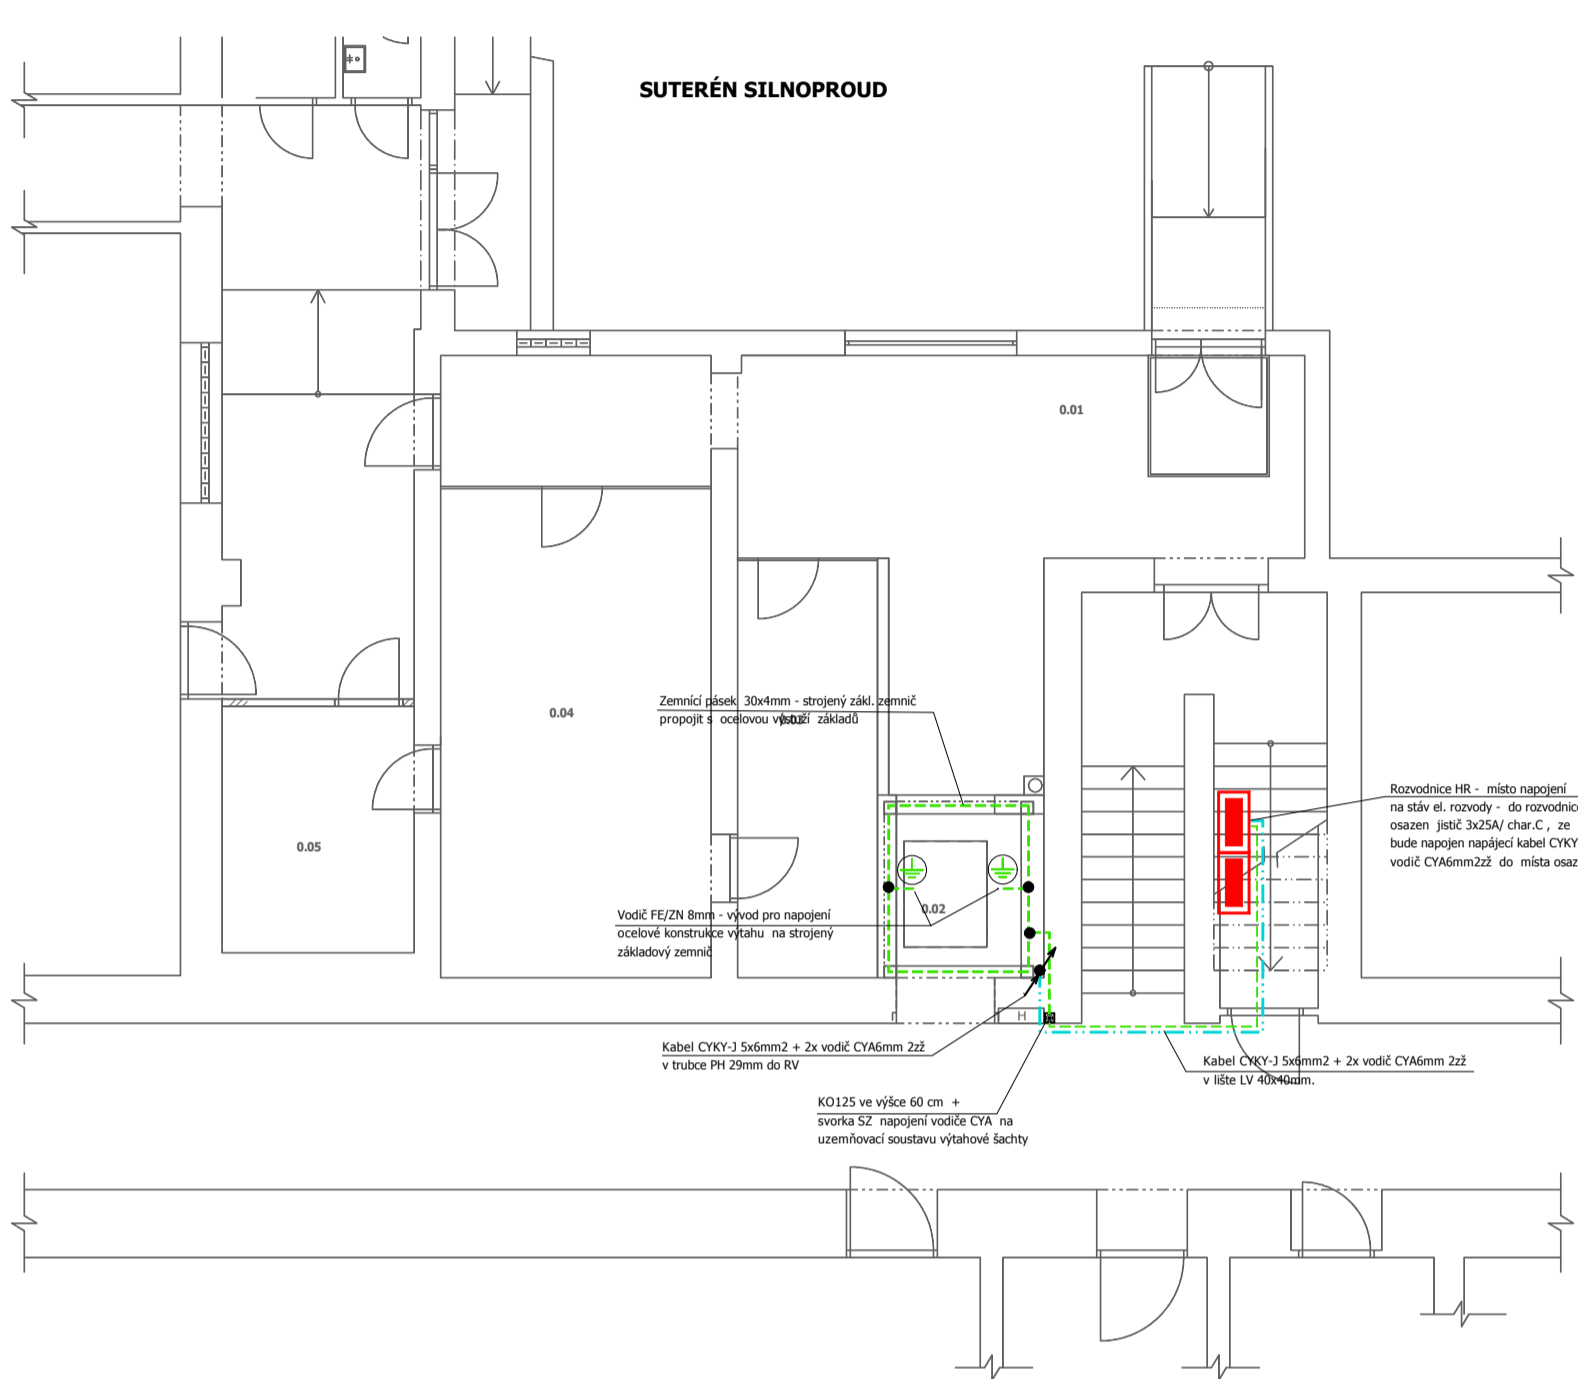 SUTERÉN SILNOPROUD
0.01
Zemnící pásek 30x4mm - strojený zákl. zemnič
propojit s ocelovou výstuží základů
0.03
0.04
0.05
0.02
Rozvodnice HR - místo napojení
na stáv el. rozvody - do rozvodnice
osazen jistič 3x25A/ char.C , ze
bude napojen napájecí kabel CYKY
vodič CYA6mm2zž do místa osaz
Vodič FE/ZN 8mm - vývod pro napojení
ocelové konstrukce výtahu na strojený
základový zemnič
H
Kabel CYKY-J 5x6mm2 + 2x vodič CYA6mm 2zž
v trubce PH 29mm do RV
Kabel CYKY-J 5x6mm2 + 2x vodič CYA6mm 2zž
v lište LV 40x40mm.
KO125 ve výšce 60 cm +
svorka SZ napojení vodiče CYA na
uzemňovací soustavu výtahové šachty